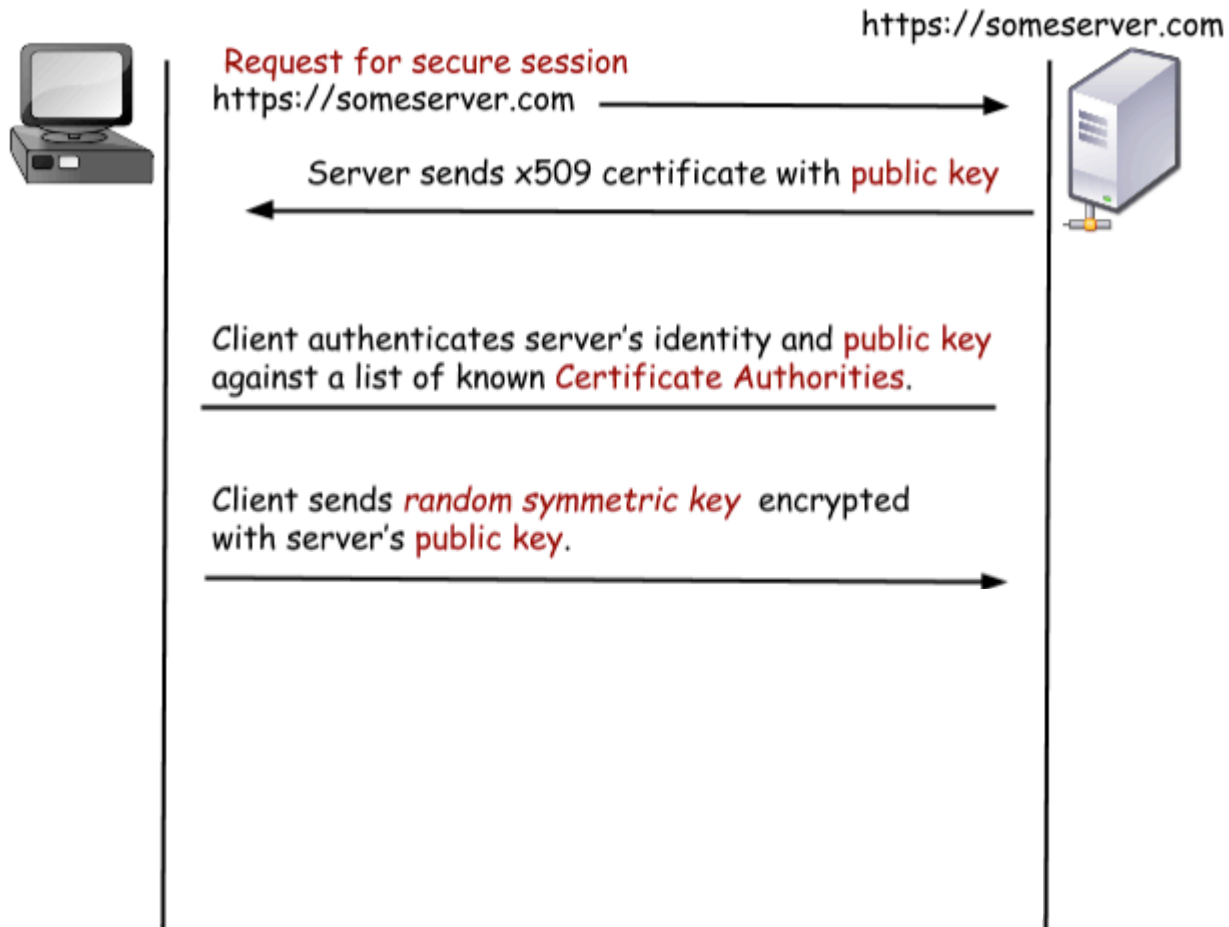 https://someserver.com
Request for secure session
https://someserver.com
Server sends x509 certificate with public key
Client authenticates server's identity and public key
against a list of known Certificate Authorities.
Client sends random symmetric key encrypted
with server's public key.